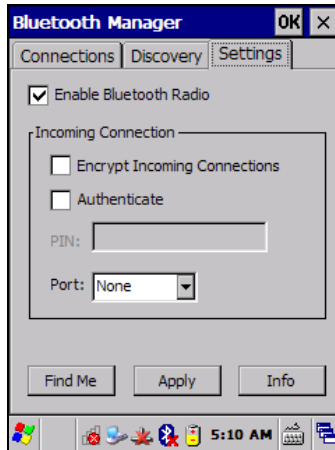 Bluetooth Manager OK ×
Connections Discovery Settings
Enable Bluetooth Radio
Incoming Connection
Encrypt Incoming Connections
Authenticate
PIN:
Port: None
Find Me Apply Info
5:10 AM